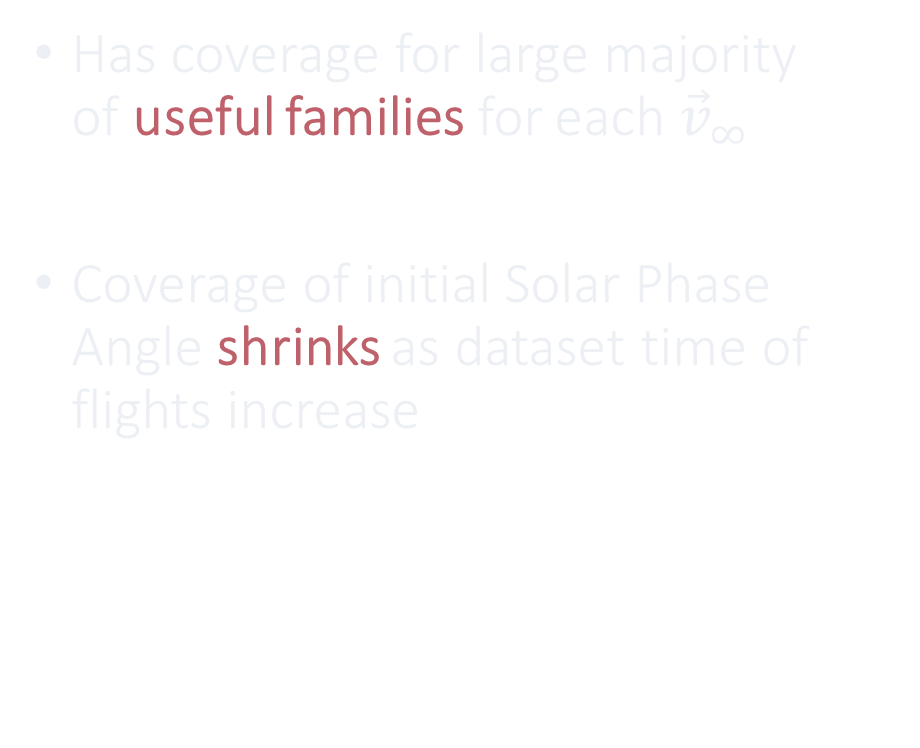 • Has coverage for large majority
of useful families for each v⃗∞
• Coverage of initial Solar Phase
Angle shrinks as dataset time of
flights increase